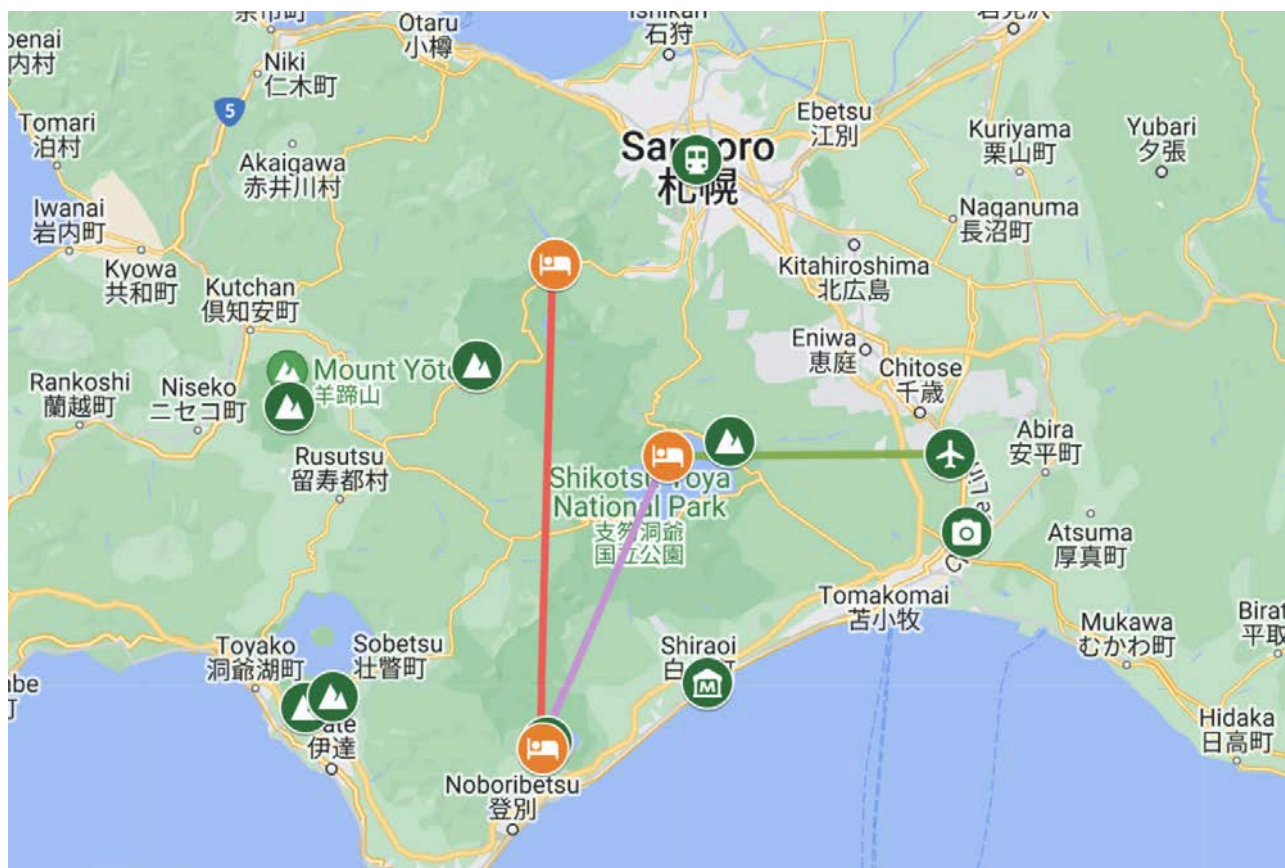 Otaru
小樽
石狩
Niki
仁木町
5
Tomari
泊村
Akaigawa
赤井川村
Ebetsu
江別
Kuriyama
栗山町
Yubari
夕張
札幌
Iwanai
岩内町
Naganuma
長沼町
Kyowa
共和町
Kitahiroshima
北広島
Kutchan
倶知安町
Eniwa
恵庭
Chitose
千歳
Mount Yōte
羊蹄山
Rankoshi
蘭越町
Niseko
ニセコ町
Abira
安平町
Rusutsu
留寿都村
Shikotsu Toya
National Park
支笏洞爺
国立公園
Atsuma
厚真町
Tomakomai
苫小牧
Mukawa
むかわ町
Toyako
洞爺湖町
Sobetsu
壮瞥町
Shiraoi
伊達
Noboribetsu
登別
Hidaka
日高町